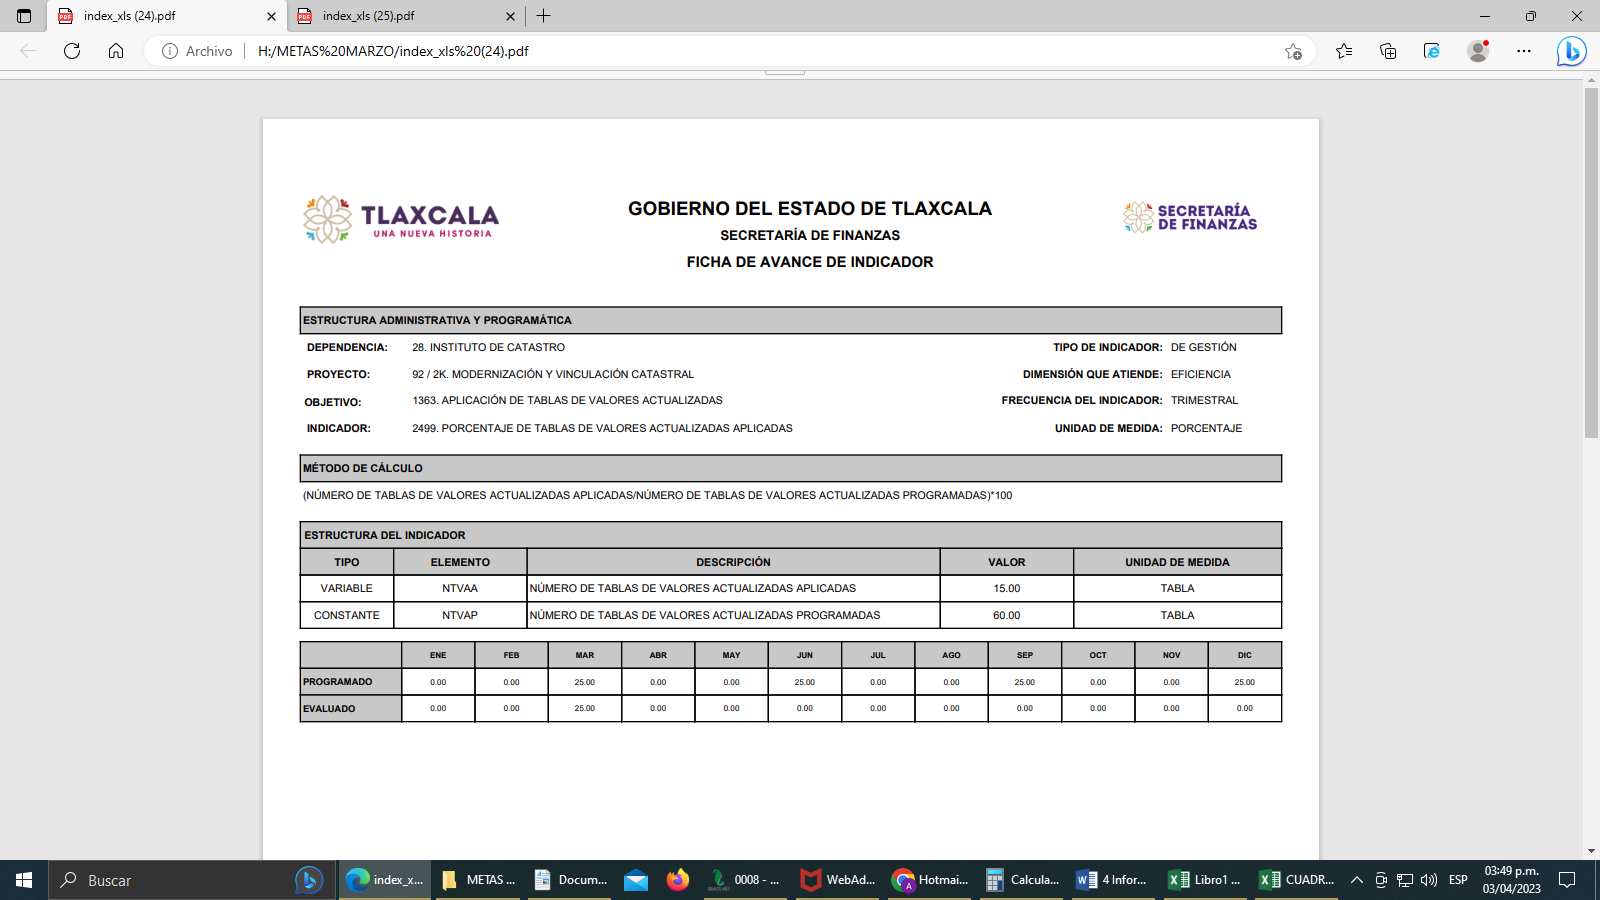 index_xls (24).pdf
index_xls (25).pdf
Archivo
H:/METAS%20MARZO/index_xls%20(24).pdf
TLAXCALA
UNA NUEVA HISTORIA
GOBIERNO DEL ESTADO DE TLAXCALA
SECRETARÍA DE FINANZAS
FICHA DE AVANCE DE INDICADOR
SECRETARÍA
DE FINANZAS
ESTRUCTURA ADMINISTRATIVA Y PROGRAMÁTICA
DEPENDENCIA: 28. INSTITUTO DE CATASTRO TIPO DE INDICADOR: DE GESTIÓN
PROYECTO: 92 / 2K. MODERNIZACIÓN Y VINCULACIÓN CATASTRAL DIMENSIÓN QUE ATIENDE: EFICIENCIA
OBJETIVO: 1363. APLICACIÓN DE TABLAS DE VALORES ACTUALIZADAS FRECUENCIA DEL INDICADOR: TRIMESTRAL
INDICADOR: 2499. PORCENTAJE DE TABLAS DE VALORES ACTUALIZADAS APLICADAS UNIDAD DE MEDIDA: PORCENTAJE
MÉTODO DE CÁLCULO
(NÚMERO DE TABLAS DE VALORES ACTUALIZADAS APLICADAS/NÚMERO DE TABLAS DE VALORES ACTUALIZADAS PROGRAMADAS)*100
ESTRUCTURA DEL INDICADOR
TIPO ELEMENTO DESCRIPCIÓN VALOR UNIDAD DE MEDIDA
VARIABLE NTVAA NÚMERO DE TABLAS DE VALORES ACTUALIZADAS APLICADAS 15.00 TABLA
CONSTANTE NTVAP NÚMERO DE TABLAS DE VALORES ACTUALIZADAS PROGRAMADAS 60.00 TABLA
ENE FEB MAR ABR MAY JUN JUL AGO SEP OCT NOV DIC
PROGRAMADO 0.00 0.00 25.00 0.00 0.00 25.00 0.00 0.00 25.00 0.00 0.00 25.00
EVALUADO 0.00 0.00 25.00 0.00 0.00 0.00 0.00 0.00 0.00 0.00 0.00 0.00
Buscar
index_x...
METAS ...
Docum...
0008 - ...
WebAd...
Hotmai...
Calcula...
4 Infor...
Libro1 ...
CUADR...
ESP
03:49 p.m.
03/04/2023